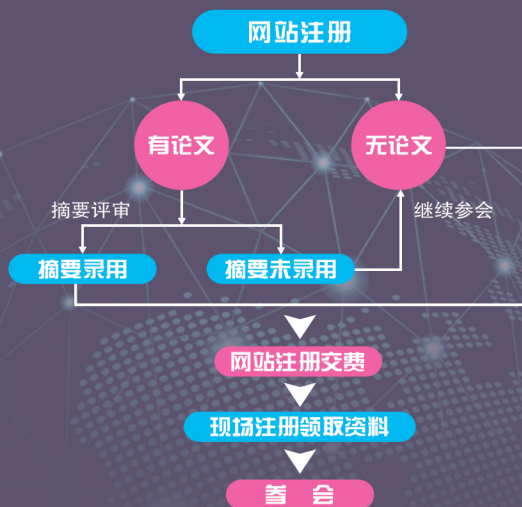 网站注册
有论文
无论文
摘要评审
继续参会
摘要录用
摘要未录用
网站注册交费
现场注册领取资料
参 会